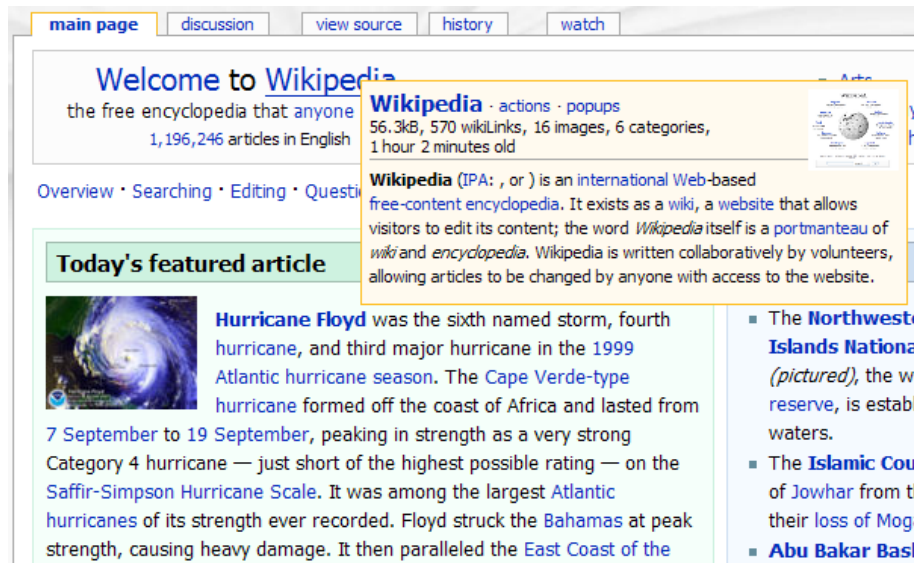 main page discussion view source history watch
Welcome to Wikipedia
the free encyclopedia that anyone
1,196,246 articles in English
Arts
Wikipedia · actions · popups
56.3kB, 570 wikiLinks, 16 images, 6 categories,
1 hour 2 minutes old
Wikipedia (IPA: , or ) is an international Web-based
free-content encyclopedia. It exists as a wiki, a website that allows
visitors to edit its content; the word Wikipedia itself is a portmanteau of
wiki and encyclopedia. Wikipedia is written collaboratively by volunteers,
allowing articles to be changed by anyone with access to the website.
Overview · Searching · Editing · Questi
Today's featured article
Hurricane Floyd was the sixth named storm, fourth
hurricane, and third major hurricane in the 1999
Atlantic hurricane season. The Cape Verde-type
hurricane formed off the coast of Africa and lasted from
7 September to 19 September, peaking in strength as a very strong
Category 4 hurricane — just short of the highest possible rating — on the
Saffir-Simpson Hurricane Scale. It was among the largest Atlantic
hurricanes of its strength ever recorded. Floyd struck the Bahamas at peak
strength, causing heavy damage. It then paralleled the East Coast of the
The Northweste
Islands Nationa
(pictured), the w
reserve, is establ
waters.
The Islamic Cou
of Jowhar from t
their loss of Moga
Abu Bakar Bash